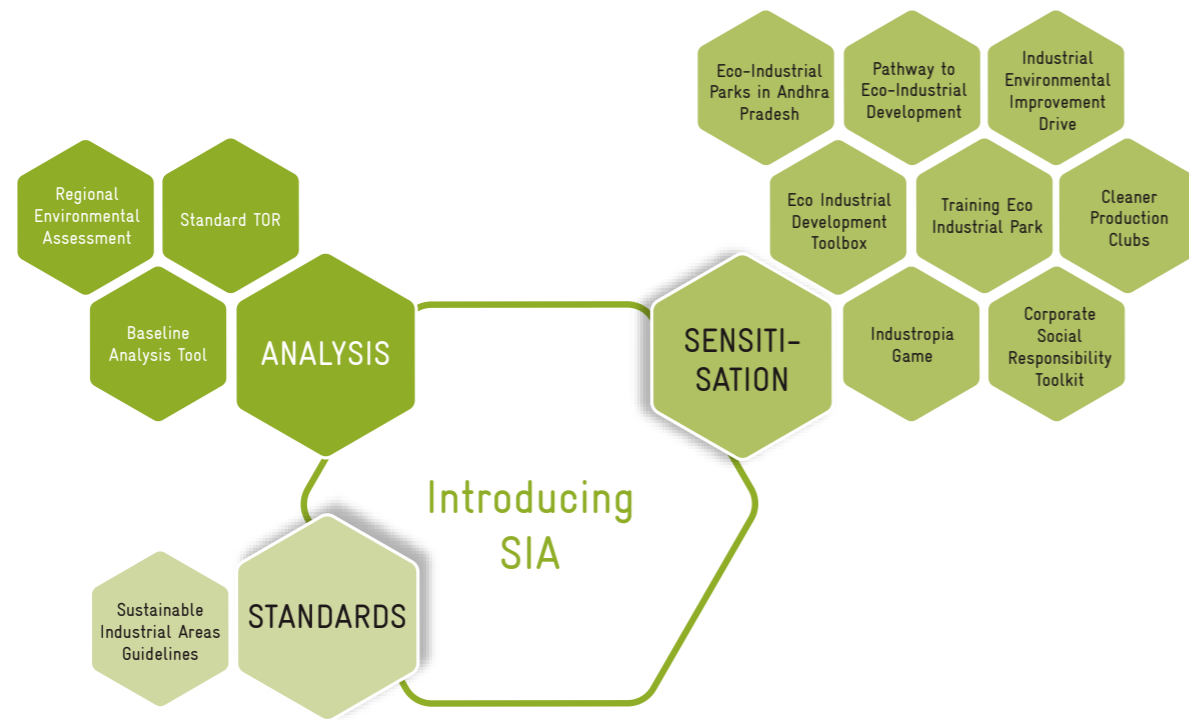 Regional
Environmental
Assessment
Standard TOR
Baseline
Analysis Tool
ANALYSIS
Eco-Industrial
Parks in Andhra
Pradesh
Pathway to
Eco-Industrial
Development
Industrial
Environmental
Improvement
Drive
Eco Industrial
Development
Toolbox
Training Eco
Industrial Park
Cleaner
Production
Clubs
SENSITI-
SATION
Industropia
Game
Corporate
Social
Responsibility
Toolkit
Introducing
SIA
Sustainable
Industrial Areas
Guidelines
STANDARDS